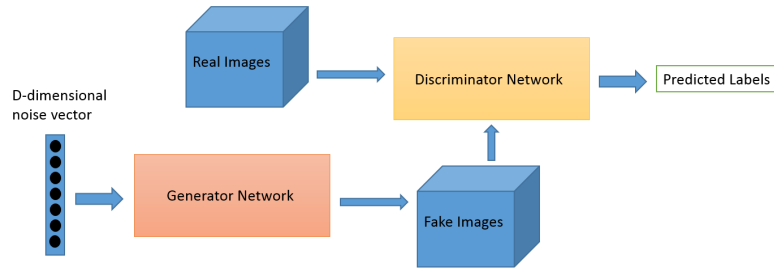 Real Images
Discriminator Network
Predicted Labels
D-dimensional
noise vector
Generator Network
Fake Images